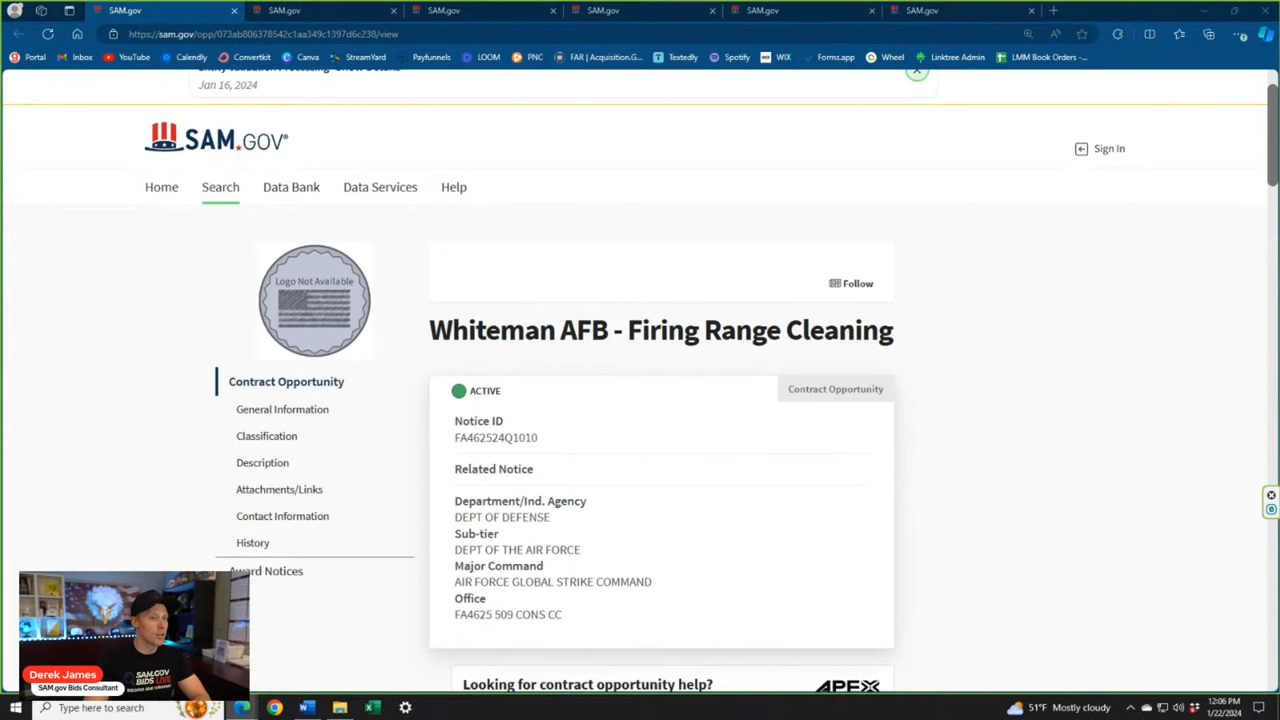 SAM.gov
SAM.gov
SAM.gov
SAM.gov
SAM.gov
SAM.gov
https://sam.gov/opp/073ab806378542c1aa349c1397d6c238/view
Portal
Inbox
YouTube
Calendly
Convertkit
Canva
StreamYard
Payfunnels
LOOM
PNC
FAR | Acquisition.G...
Textedly
Spotify
WIX
Forms.app
Wheel
Linktree Admin
LMM Book Orders -...
Jan 16, 2024
SAM.GOV®
Sign In
Home
Search
Data Bank
Data Services
Help
Logo Not Available
Follow
Whiteman AFB - Firing Range Cleaning
Contract Opportunity
General Information
Classification
Description
Attachments/Links
Contact Information
History
Award Notices
ACTIVE
Contract Opportunity
Notice ID
FA462524Q1010
Related Notice
Department/Ind. Agency
DEPT OF DEFENSE
Sub-tier
DEPT OF THE AIR FORCE
Major Command
AIR FORCE GLOBAL STRIKE COMMAND
Office
FA4625 509 CONS CC
Looking for contract opportunity help?
APEX
SAM.GOV
BIDS LIVE
Derek James
SAM.gov Bids Consultant
Type here to search
51°F Mostly cloudy
12:06 PM
1/22/2024